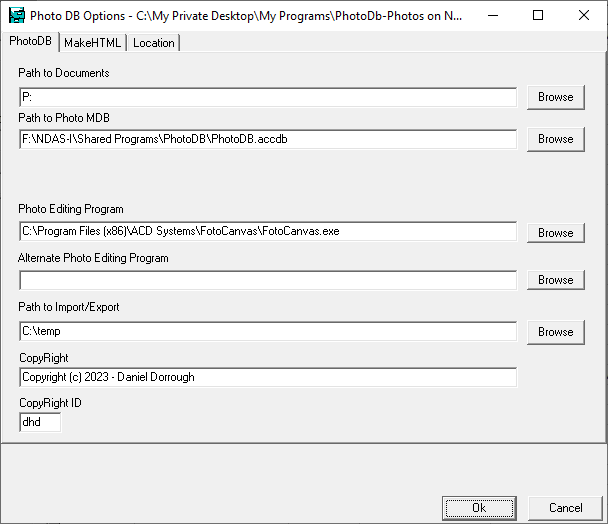 Photo DB Options - C:\My Private Desktop\My Programs\PhotoDb-Photos on N...
PhotoDB MakeHTML Location
Path to Documents
P: Browse
Path to Photo MDB
F:\NDAS-I\Shared Programs\PhotoDB\PhotoDB.accdb Browse
Photo Editing Program
C:\Program Files (x86)\ACD Systems\FotoCanvas\FotoCanvas.exe Browse
Alternate Photo Editing Program
Browse
Path to Import/Export
C:\temp Browse
CopyRight
Copyright (c) 2023 - Daniel Dorrough
CopyRight ID
dhd
Ok Cancel